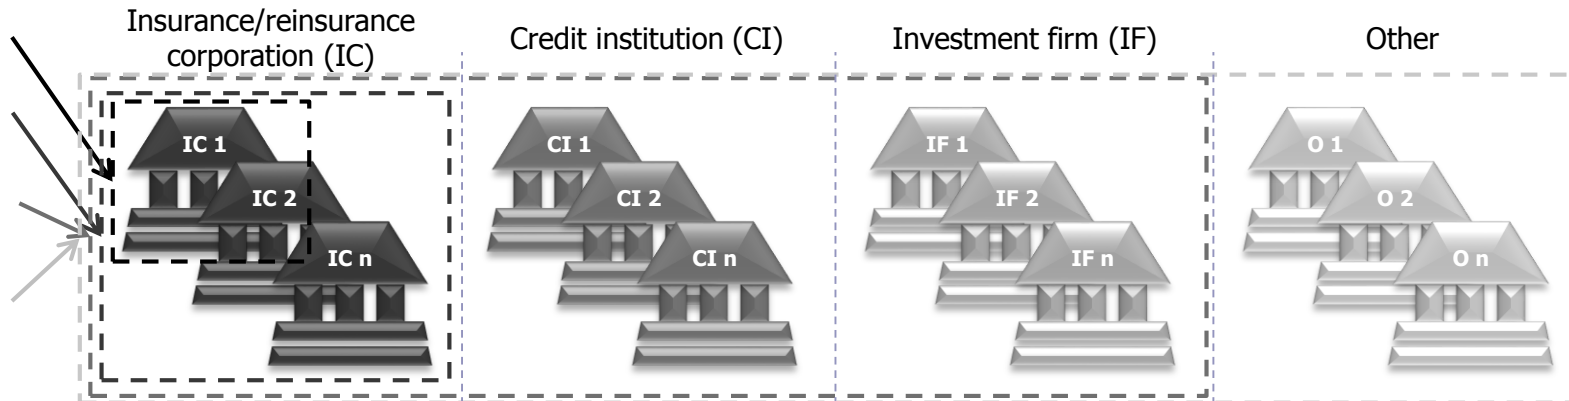 Insurance/reinsurance
corporation (IC)
Credit institution (CI)
Investment firm (IF)
Other
IC 1
IC 2
IC n
CI 1
CI 2
CI n
IF 1
IF 2
IF n
O 1
O 2
O n